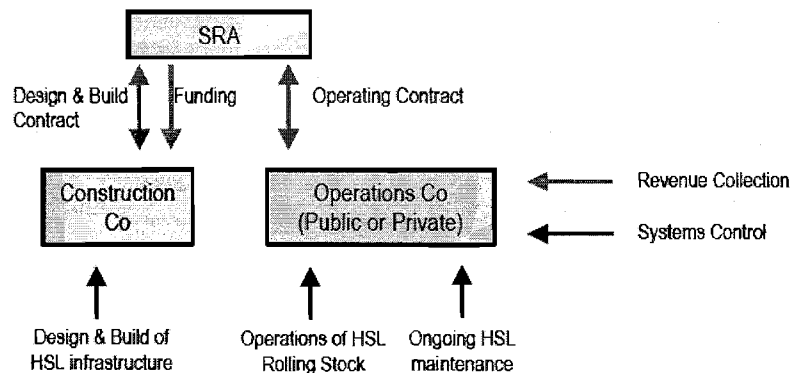 SRA
Design & Build
Contract
Funding
Operating Contract
Construction
Co
Operations Co
(Public or Private)
Revenue Collection
Systems Control
Design & Build of
HSL infrastructure
Operations of HSL
Rolling Stock
Ongoing HSL
maintenance